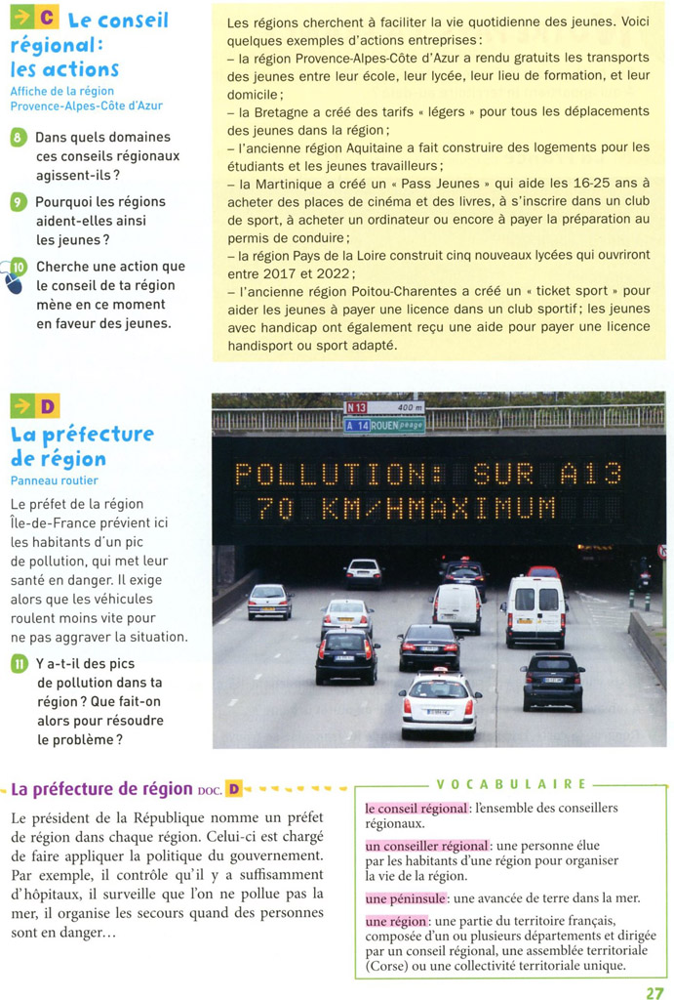 C Le conseil
régional :
les actions
Affiche de la région
Provence-Alpes-Côte d'Azur
8 Dans quels domaines
ces conseils régionaux
agissent-ils ?
9 Pourquoi les régions
aident-elles ainsi
les jeunes ?
10 Cherche une action que
le conseil de ta région
mène en ce moment
en faveur des jeunes.
Les régions cherchent à faciliter la vie quotidienne des jeunes. Voici
quelques exemples d'actions entreprises :
– la région Provence-Alpes-Côte d'Azur a rendu gratuits les transports
des jeunes entre leur école, leur lycée, leur lieu de formation, et leur
domicile ;
– la Bretagne a créé des tarifs « légers » pour tous les déplacements
des jeunes dans la région ;
– l'ancienne région Aquitaine a fait construire des logements pour les
étudiants et les jeunes travailleurs ;
– la Martinique a créé un « Pass Jeunes » qui aide les 16-25 ans à
acheter des places de cinéma et des livres, à s'inscrire dans un club
de sport, à acheter un ordinateur ou encore à payer la préparation au
permis de conduire ;
– la région Pays de la Loire construit cinq nouveaux lycées qui ouvriront
entre 2017 et 2022 ;
– l'ancienne région Poitou-Charentes a créé un « ticket sport » pour
aider les jeunes à payer une licence dans un club sportif ; les jeunes
avec handicap ont également reçu une aide pour payer une licence
handisport ou sport adapté.
D
La préfecture
de région
Panneau routier
Le préfet de la région
Île-de-France prévient ici
les habitants d'un pic
de pollution, qui met leur
santé en danger. Il exige
alors que les véhicules
roulent moins vite pour
ne pas aggraver la situation.
11 Y a-t-il des pics
de pollution dans ta
région ? Que fait-on
alors pour résoudre
le problème ?
N13 400 m
A 14 ROUEN péage
POLLUTION: SUR A13
70 KM/HMAXIMUM
La préfecture de région DOC. D
Le président de la République nomme un préfet
de région dans chaque région. Celui-ci est chargé
de faire appliquer la politique du gouvernement.
Par exemple, il contrôle qu'il y a suffisamment
d'hôpitaux, il surveille que l'on ne pollue pas la
mer, il organise les secours quand des personnes
sont en danger…
VOCABULAIRE
le conseil régional : l'ensemble des conseillers
régionaux.
un conseiller régional : une personne élue
par les habitants d'une région pour organiser
la vie de la région.
une péninsule : une avancée de terre dans la mer.
une région : une partie du territoire français,
composée d'un ou plusieurs départements et dirigée
par un conseil régional, une assemblée territoriale
(Corse) ou une collectivité territoriale unique.
27